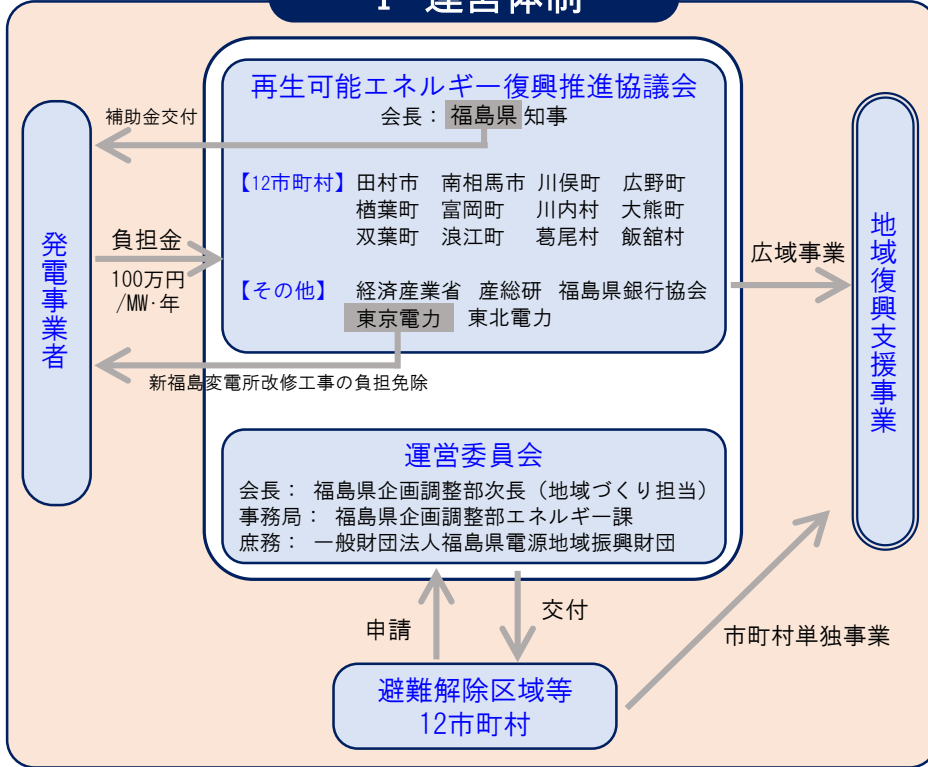 運営体制
再生可能エネルギー復興推進協議会
会長：福島県知事
補助金交付
【12市町村】田村市 南相馬市 川俣町 広野町
楢葉町 富岡町 川内村 大熊町
双葉町 浪江町 葛尾村 飯舘村
発電事業者
負担金
100万円
/MW･年
広域事業
地域復興支援事業
【その他】 経済産業省 産総研 福島県銀行協会
東京電力 東北電力
新福島変電所改修工事の負担免除
運営委員会
会長： 福島県企画調整部次長（地域づくり担当）
事務局： 福島県企画調整部エネルギー課
庶務： 一般財団法人福島県電源地域振興財団
申請
交付
市町村単独事業
避難解除区域等
12市町村